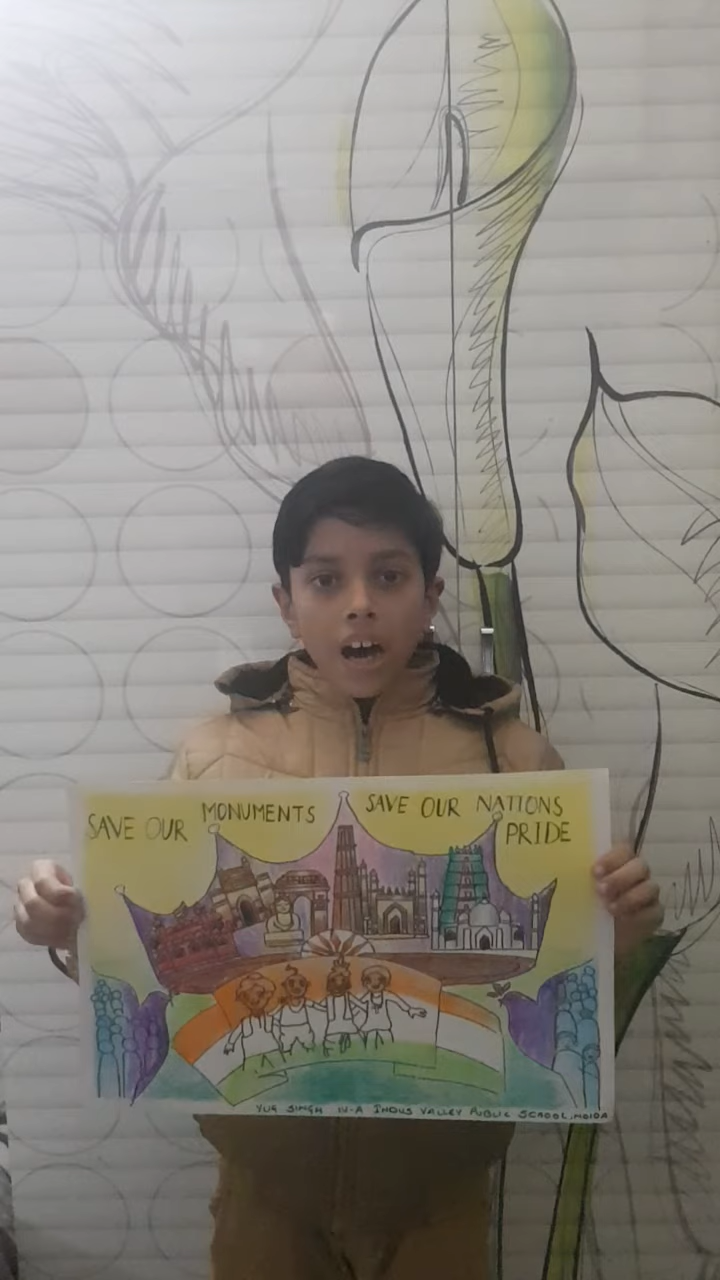 SAVE OUR MONUMENTS SAVE OUR NATIONS
PRIDE
YUG SINGH IV-A INDUS VALLEY PUBLIC SCHOOL, NOIDA